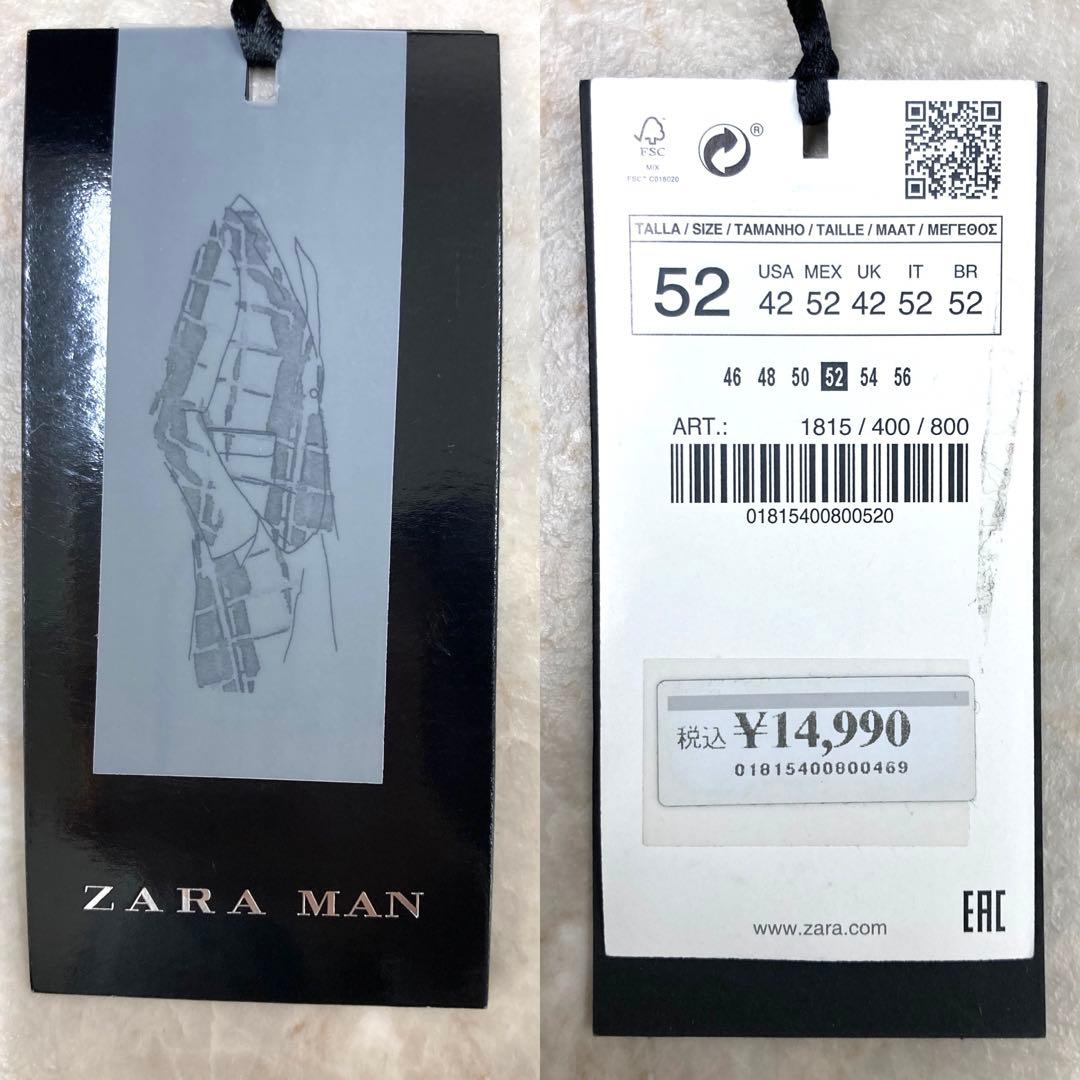 ZARA MAN
FSC
MIX
FSC™ C018020
®
TALLA / SIZE / TAMANHO / TAILLE / MAAT / ΜΕΓΕΘΟΣ
52
USA MEX UK IT BR
42 52 42 52 52
46 48 50 52 54 56
ART.: 1815 / 400 / 800
01815400800520
税込 ¥14,990
01815400800469
www.zara.com
EAC